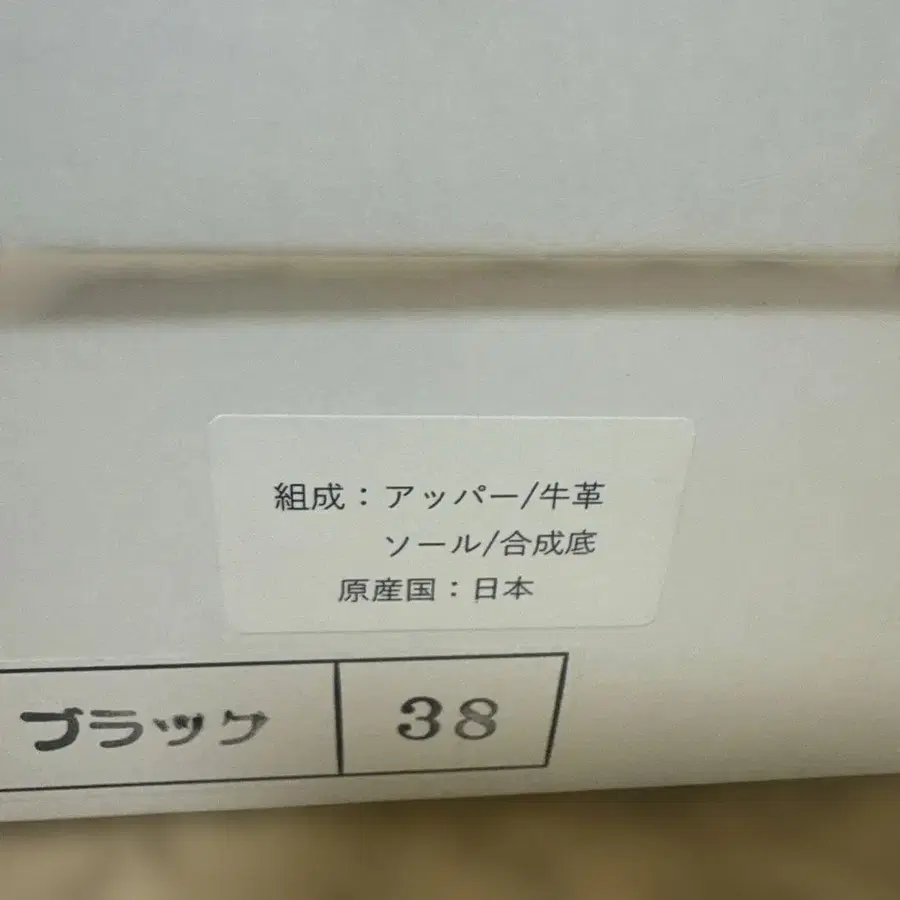 組成：アッパー/牛革
ソール/合成底
原産国：日本
ブラック 38